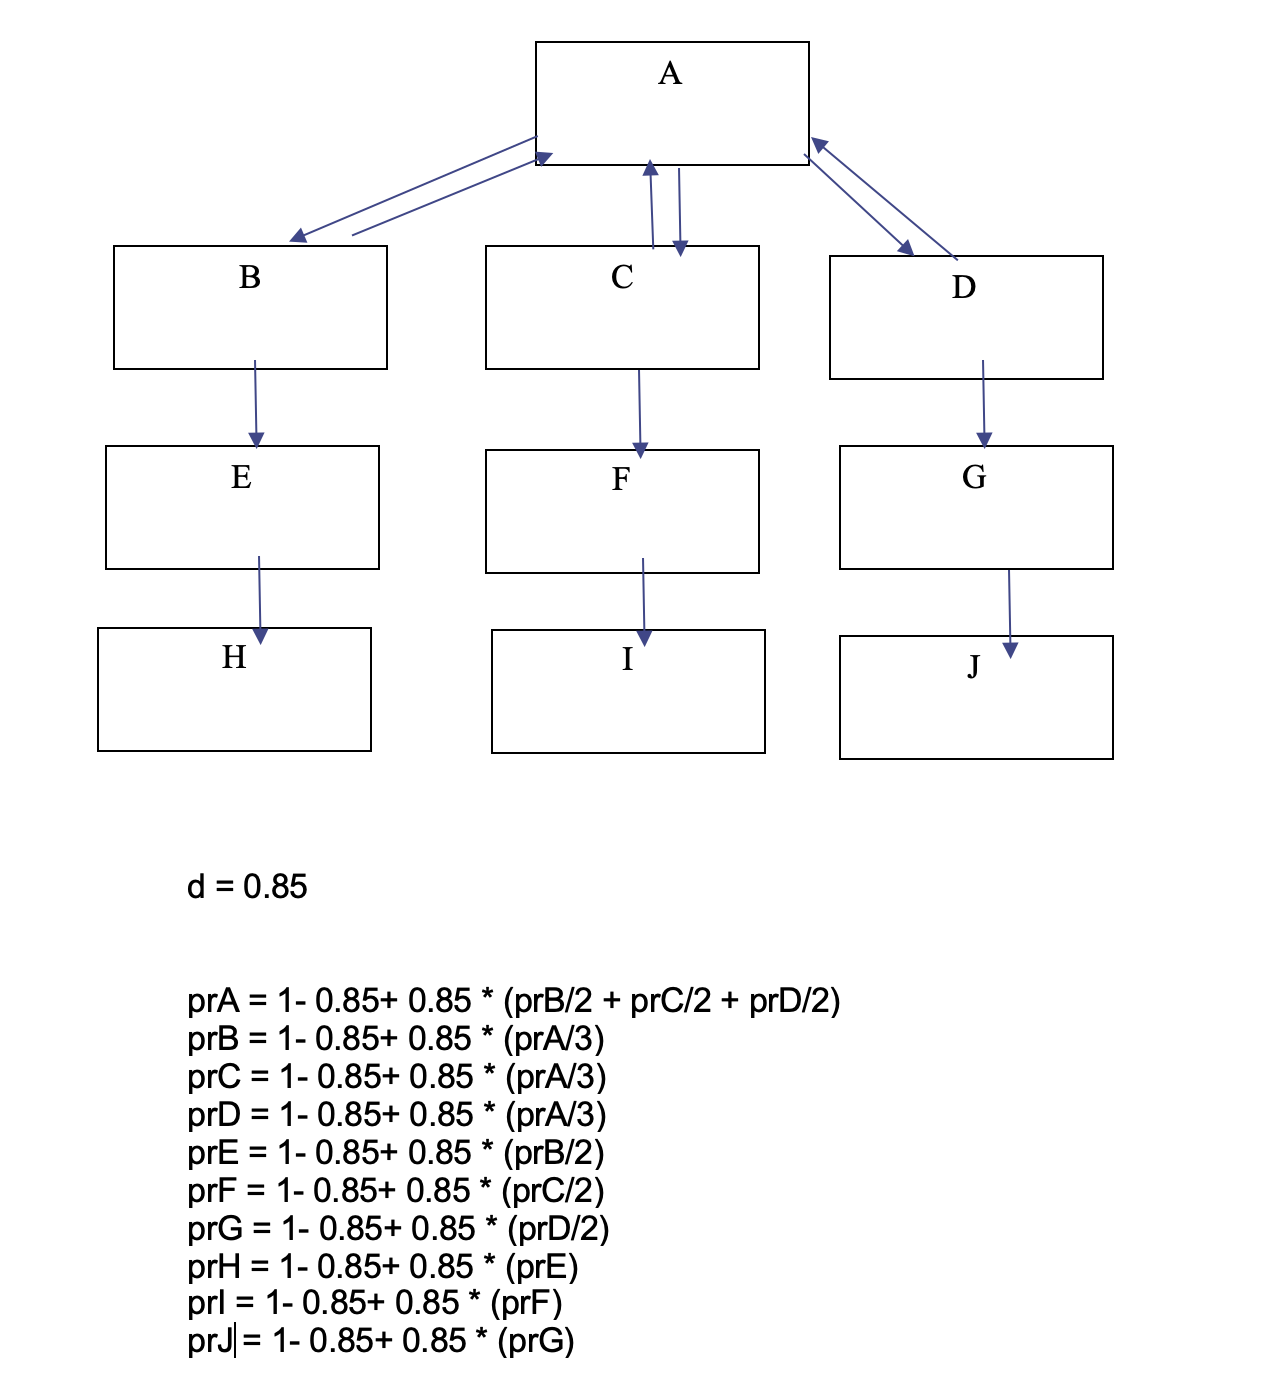 A
B
C
D
E
F
G
H
I
J
d = 0.85
prA = 1- 0.85+ 0.85 * (prB/2 + prC/2 + prD/2)
prB = 1- 0.85+ 0.85 * (prA/3)
prC = 1- 0.85+ 0.85 * (prA/3)
prD = 1- 0.85+ 0.85 * (prA/3)
prE = 1- 0.85+ 0.85 * (prB/2)
prF = 1- 0.85+ 0.85 * (prC/2)
prG = 1- 0.85+ 0.85 * (prD/2)
prH = 1- 0.85+ 0.85 * (prE)
prI = 1- 0.85+ 0.85 * (prF)
prJ = 1- 0.85+ 0.85 * (prG)